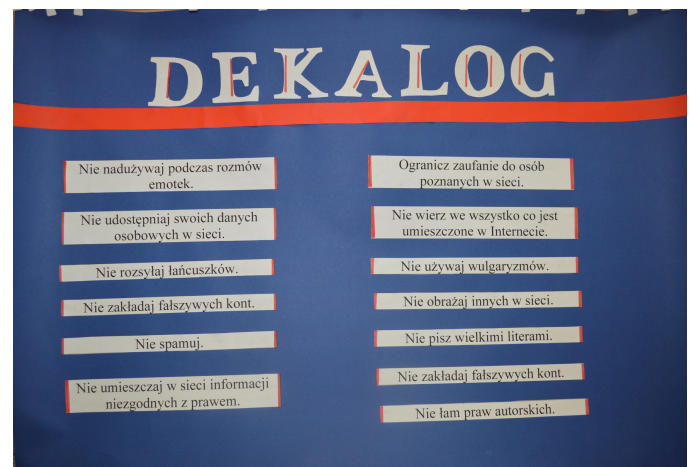 DEKALOG
Nie nadużywaj podczas rozmów
emotek.
Nie udostępniaj swoich danych
osobowych w sieci.
Nie rozsyłaj łańcuszków.
Nie zakładaj fałszywych kont.
Nie spamuj.
Nie umieszczaj w sieci informacji
niezgodnych z prawem.
Ogranicz zaufanie do osób
poznanych w sieci.
Nie wierz we wszystko co jest
umieszczone w Internecie.
Nie używaj wulgaryzmów.
Nie obrażaj innych w sieci.
Nie pisz wielkimi literami.
Nie zakładaj fałszywych kont.
Nie łam praw autorskich.